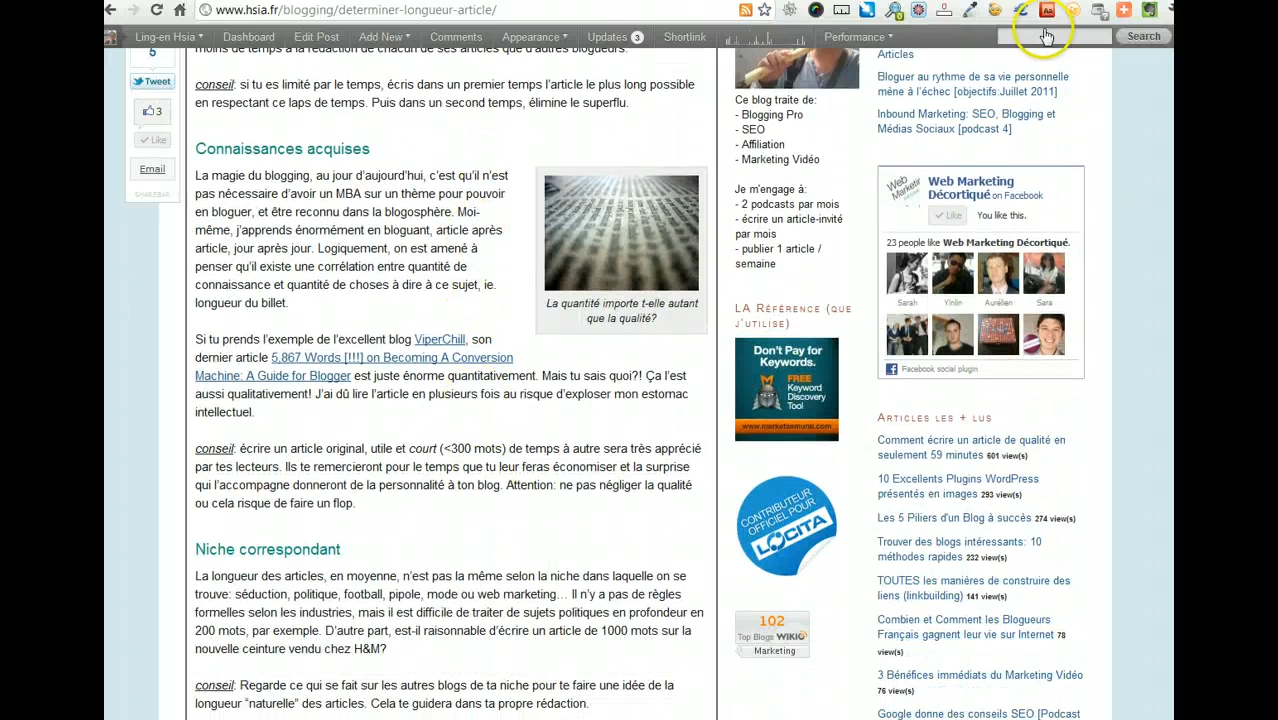 www.hsia.fr/blogging/determiner-longueur-article/
Ling-en Hsia
Dashboard
Edit Post
Add New
Comments
Appearance
Updates 3
Shortlink
Performance
Search
5
Tweet
3
Like
Email
SHAREBAR
moins de temps à la rédaction de chacun de ses articles que d'autres blogueurs.
conseil: si tu es limité par le temps, écris dans un premier temps l'article le plus long possible
en respectant ce laps de temps. Puis dans un second temps, élimine le superflu.
Connaissances acquises
La magie du blogging, au jour d'aujourd'hui, c'est qu'il n'est
pas nécessaire d'avoir un MBA sur un thème pour pouvoir
en bloguer, et être reconnu dans la blogosphère. Moi-
même, j'apprends énormément en bloguant, article après
article, jour après jour. Logiquement, on est amené à
penser qu'il existe une corrélation entre quantité de
connaissance et quantité de choses à dire à ce sujet, ie.
longueur du billet.
La quantité importe t-elle autant
que la qualité?
Si tu prends l'exemple de l'excellent blog ViperChill, son
dernier article 5,867 Words [!!!] on Becoming A Conversion
Machine: A Guide for Blogger est juste énorme quantitativement. Mais tu sais quoi?! Ça l'est
aussi qualitativement! J'ai dû lire l'article en plusieurs fois au risque d'exploser mon estomac
intellectuel.
conseil: écrire un article original, utile et court (<300 mots) de temps à autre sera très apprécié
par tes lecteurs. Ils te remercieront pour le temps que tu leur feras économiser et la surprise
qui l'accompagne donneront de la personnalité à ton blog. Attention: ne pas négliger la qualité
ou cela risque de faire un flop.
Niche correspondant
La longueur des articles, en moyenne, n'est pas la même selon la niche dans laquelle on se
trouve: séduction, politique, football, pipole, mode ou web marketing… Il n'y a pas de règles
formelles selon les industries, mais il est difficile de traiter de sujets politiques en profondeur en
200 mots, par exemple. D'autre part, est-il raisonnable d'écrire un article de 1000 mots sur la
nouvelle ceinture vendu chez H&M?
conseil: Regarde ce qui se fait sur les autres blogs de ta niche pour te faire une idée de la
longueur "naturelle" des articles. Cela te guidera dans ta propre rédaction.
Ce blog traite de:
- Blogging Pro
- SEO
- Affiliation
- Marketing Vidéo
Je m'engage à:
- 2 podcasts par mois
- écrire un article-invité
par mois
- publier 1 article /
semaine
LA Référence (que
j'utilise)
Don't Pay for
Keywords.
FREE
Keyword
Discovery
Tool
www.marketsamurai.com
CONTRIBUTEUR
OFFICIEL POUR
LOCITA
102
Top Blogs WIKIO
Marketing
Articles
Bloguer au rythme de sa vie personnelle
mène à l'échec [objectifs:Juillet 2011]
Inbound Marketing: SEO, Blogging et
Médias Sociaux [podcast 4]
Web Marketing
Décortiqué on Facebook
Like You like this.
23 people like Web Marketing Décortiqué.
Sarah
Yinlin
Aurélien
Sara
Facebook social plugin
Articles les + lus
Comment écrire un article de qualité en
seulement 59 minutes 601 view(s)
10 Excellents Plugins WordPress
présentés en images 293 view(s)
Les 5 Piliers d'un Blog à succès 274 view(s)
Trouver des blogs intéressants: 10
méthodes rapides 232 view(s)
TOUTES les manières de construire des
liens (linkbuilding) 141 view(s)
Combien et Comment les Blogueurs
Français gagnent leur vie sur Internet 78
view(s)
3 Bénéfices immédiats du Marketing Vidéo
76 view(s)
Google donne des conseils SEO [Podcast